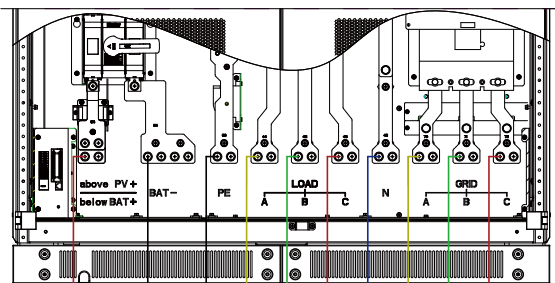 above PV+
below BAT+
BAT-
PE
LOAD
A B C
N
GRID
A B C